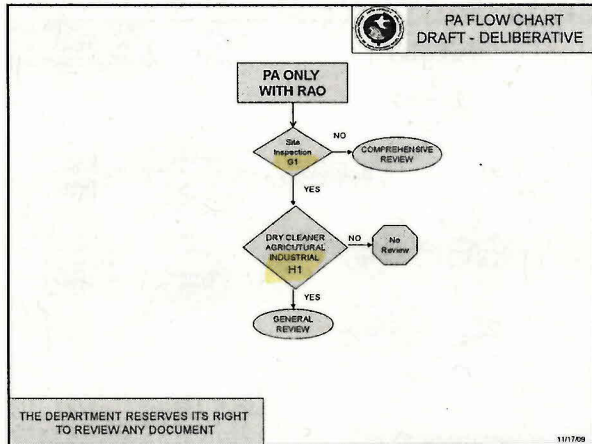 PA FLOW CHART
DRAFT - DELIBERATIVE
PA ONLY
WITH RAO
Site
Inspection
G1
NO
COMPREHENSIVE
REVIEW
YES
DRY CLEANER
AGRICUTURAL
INDUSTRIAL
H1
NO
No
Review
YES
GENERAL
REVIEW
THE DEPARTMENT RESERVES ITS RIGHT
TO REVIEW ANY DOCUMENT
11/17/09